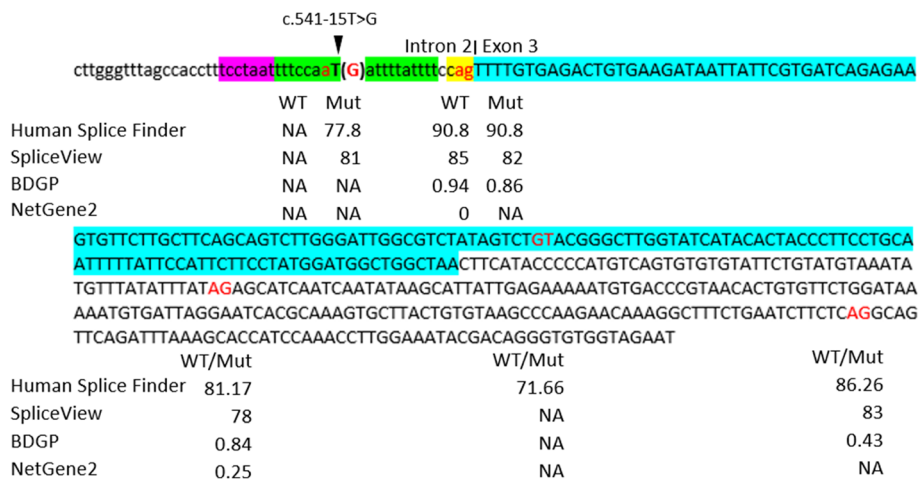 c.541-15T>G
Intron 2 Exon 3
cttgggtttagccacctttcctaattttccaaT(G)attttattttccagTTTTGTGAGACTGTGAAGATAATTATTCGTGATCAGAGAA
WT Mut WT Mut
Human Splice Finder NA 77.8 90.8 90.8
SpliceView NA 81 85 82
BDGP NA NA 0.94 0.86
NetGene2 NA NA 0 NA
GTGTTCTTGCTTCAGCAGTCTTGGGATTGGCGTCTATAGTCTGTACGGGCTTGGTATCATACACTACCCTTCCTGCA
ATTTTTATTCCATTCTTCCTATGGATGGCTGGCTAACTTCATACCCCCATGTCAGTGTGTGTATTCTGTATGTAAATA
TGTTTATATTTATAGAGCATCAATCAATATAAGCATTATTGAGAAAAATGTGACCCGTAACACTGTGTTCTGGATAA
AAATGTGATTAGGAATCACGCAAAGTGCTTACTGTGTAAGCCCAAGAACAAAGGCTTTCTGAATCTTCTCAGGCAG
TTCAGATTTAAAGCACCATCCAAACCTTGGAAATACGACAGGGTGTGGTAGAAT
WT/Mut WT/Mut WT/Mut
Human Splice Finder 81.17 71.66 86.26
SpliceView 78 NA 83
BDGP 0.84 NA 0.43
NetGene2 0.25 NA NA